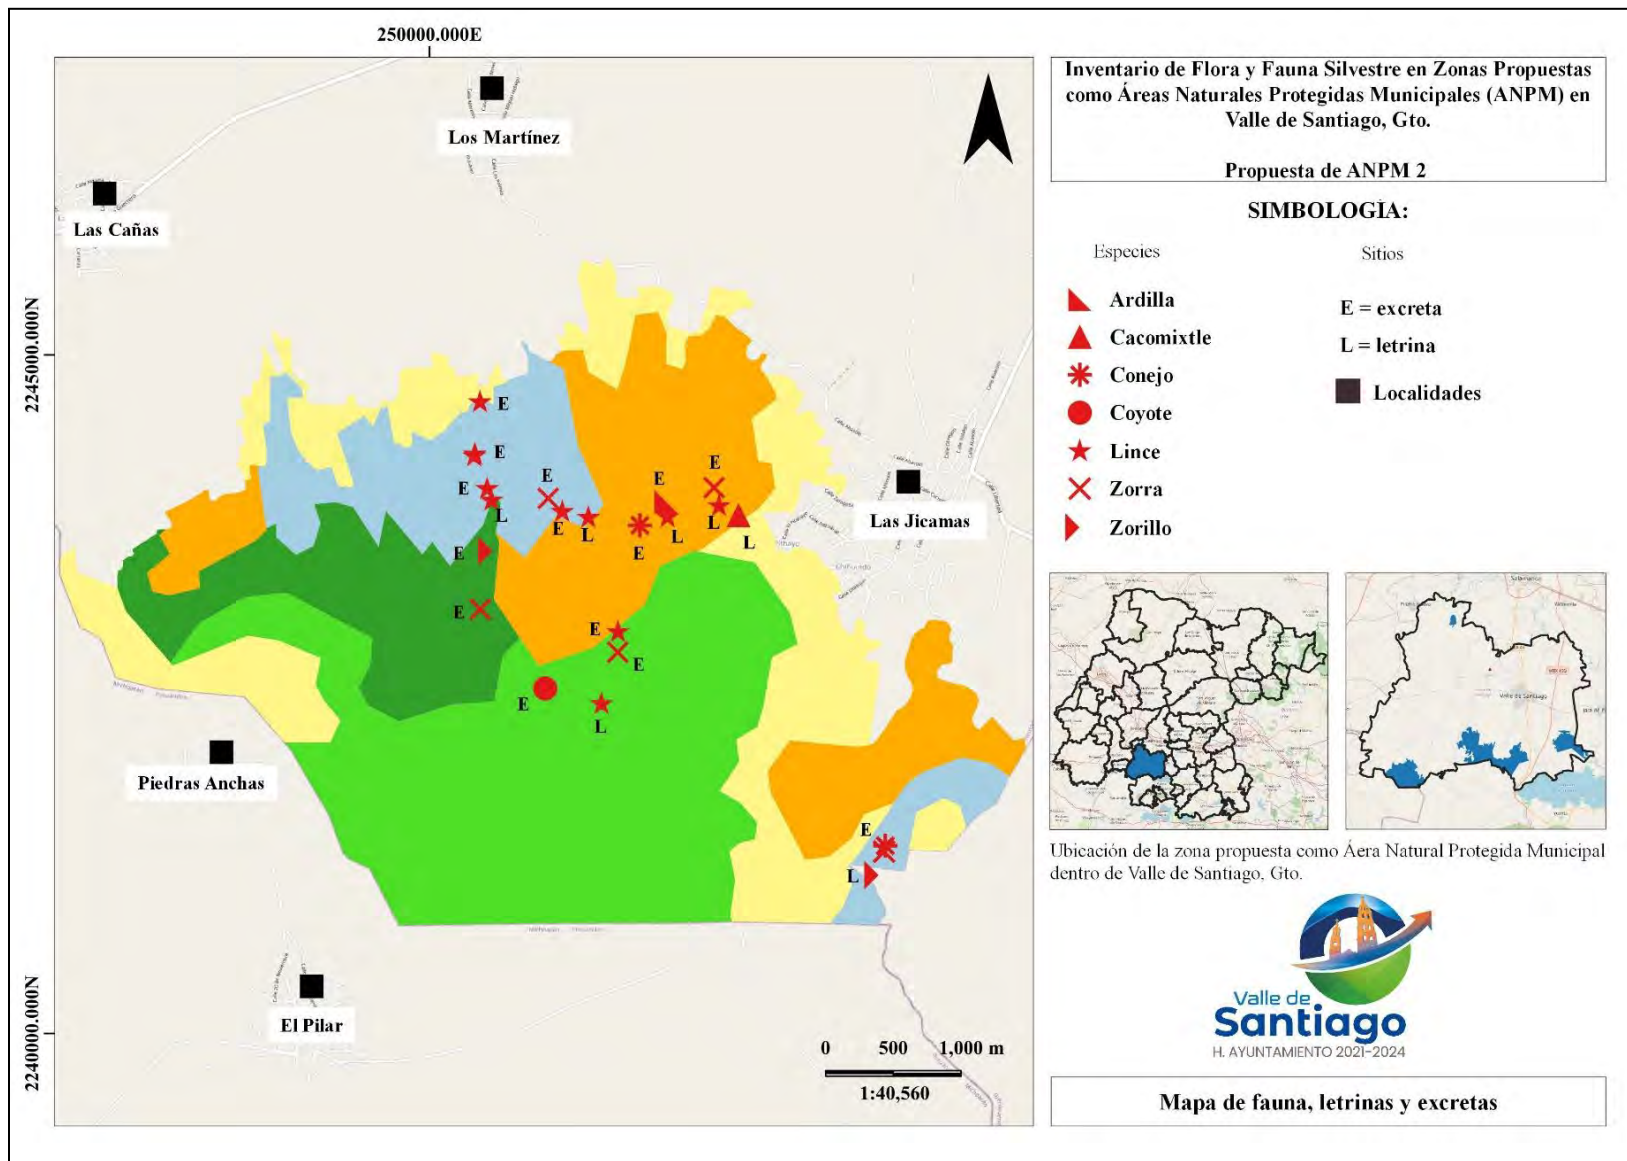 250000.000E
2245000.000N
2240000.000N
Los Martínez
Las Cañas
Las Jicamas
Piedras Anchas
El Pilar
E
E
E
L
E
E
L
E
E
L
E
L
L
E
E
E
E
E
L
E
L
0 500 1,000 m
1:40,560
Inventario de Flora y Fauna Silvestre en Zonas Propuestas
como Áreas Naturales Protegidas Municipales (ANPM) en
Valle de Santiago, Gto.
Propuesta de ANPM 2
SIMBOLOGÍA:
Especies
Ardilla
Cacomixtle
Conejo
Coyote
Lince
Zorra
Zorillo
Sitios
E = excreta
L = letrina
Localidades
Ubicación de la zona propuesta como Áera Natural Protegida Municipal
dentro de Valle de Santiago, Gto.
Valle de
Santiago
H. AYUNTAMIENTO 2021-2024
Mapa de fauna, letrinas y excretas